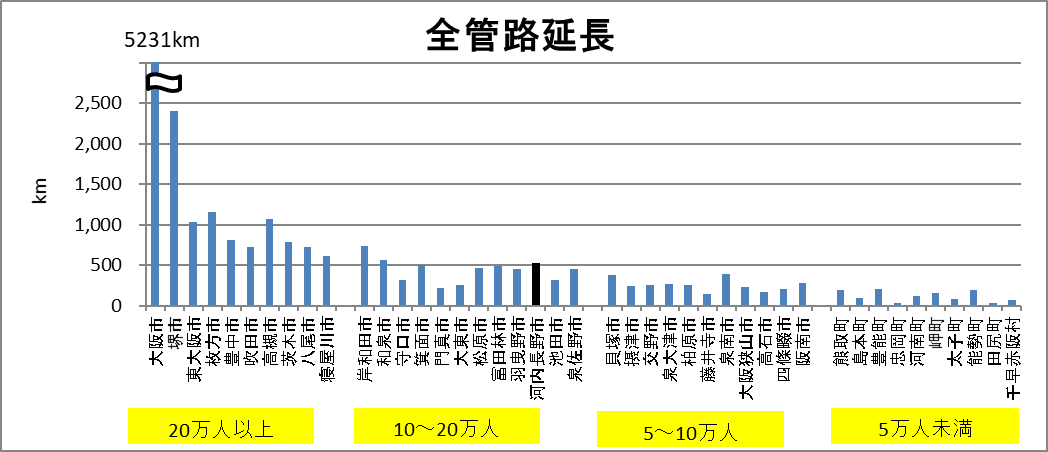 全管路延長
5231km
km
2,500
2,000
1,500
1,000
500
0
大阪市
堺市
東大阪市
枚方市
豊中市
吹田市
高槻市
茨木市
八尾市
寝屋川市
岸和田市
和泉市
守口市
箕面市
門真市
大東市
松原市
富田林市
羽曳野市
河内長野市
池田市
泉佐野市
貝塚市
摂津市
交野市
泉大津市
柏原市
藤井寺市
泉南市
大阪狭山市
高石市
四條畷市
阪南市
熊取町
島本町
豊能町
忠岡町
河南町
岬町
太子町
能勢町
田尻町
千早赤阪村
20万人以上
10～20万人
5～10万人
5万人未満